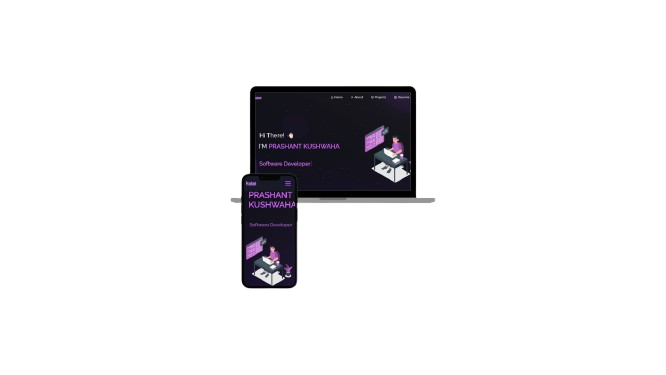 Home
About
Projects
Resume
Hi There! 👋🏻
I'M PRASHANT KUSHWAHA
Software Developer
PRASHANT
KUSHWAHA
Software Developer